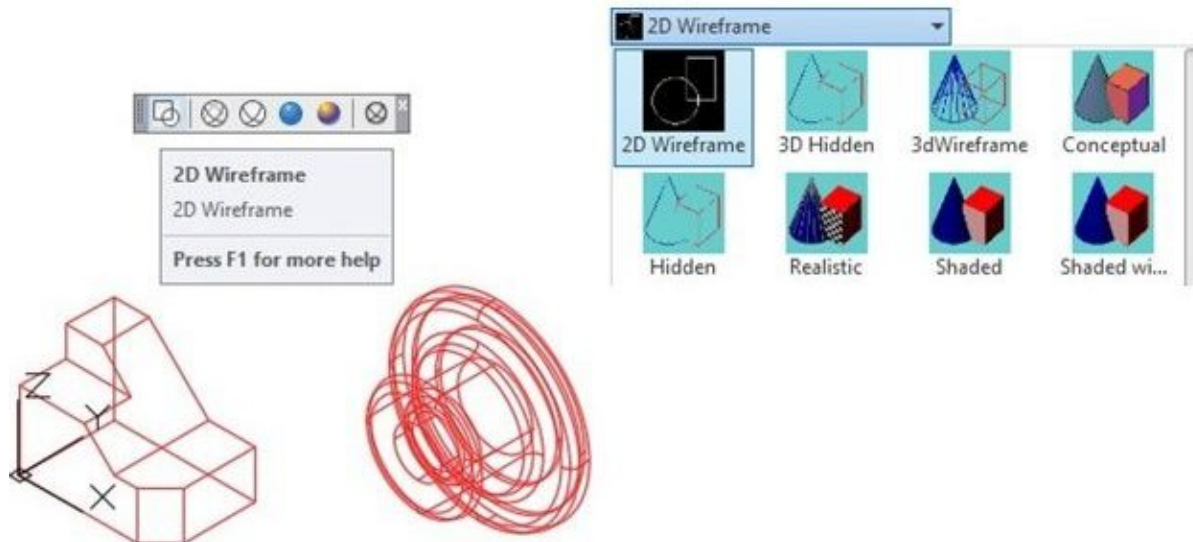 2D Wireframe
2D Wireframe
Press F1 for more help
2D Wireframe
2D Wireframe 3D Hidden 3dWireframe Conceptual
Hidden Realistic Shaded Shaded wi...
Z
Y
X